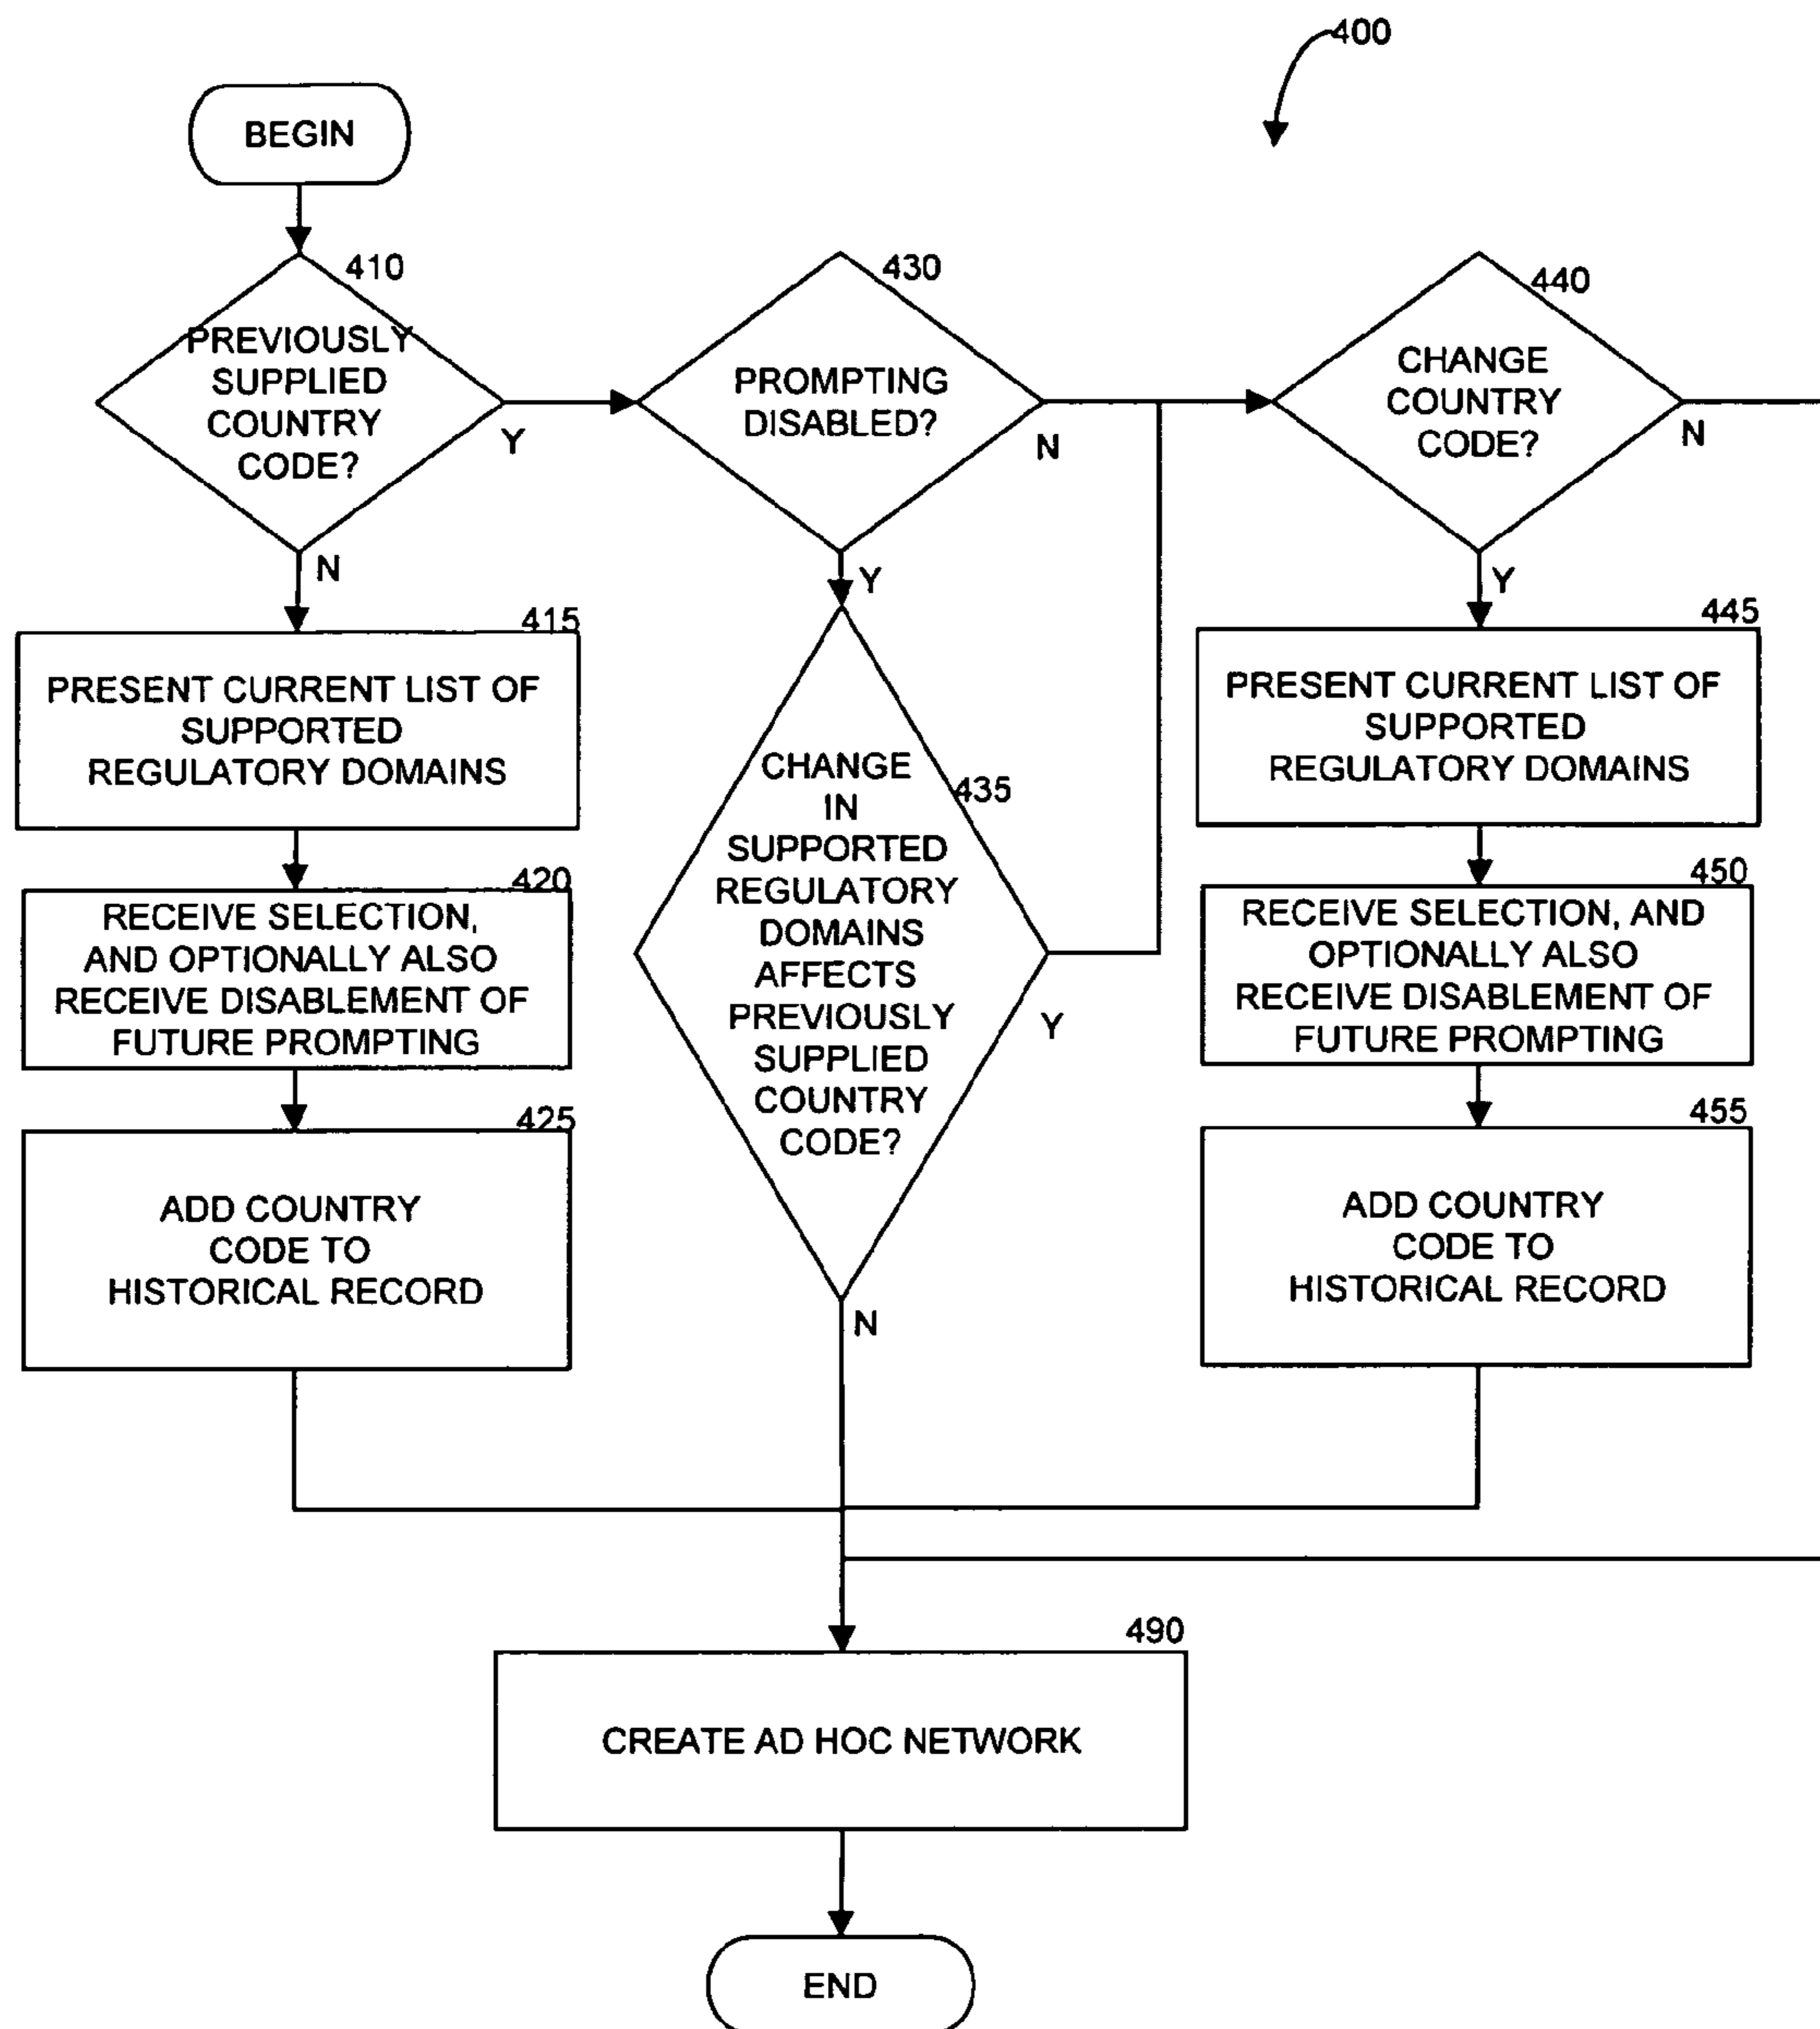 400
BEGIN
410
PREVIOUSLY
SUPPLIED
COUNTRY
CODE?
Y
N
430
PROMPTING
DISABLED?
N
Y
440
CHANGE
COUNTRY
CODE?
N
Y
415
PRESENT CURRENT LIST OF
SUPPORTED
REGULATORY DOMAINS
420
RECEIVE SELECTION,
AND OPTIONALLY ALSO
RECEIVE DISABLEMENT OF
FUTURE PROMPTING
425
ADD COUNTRY
CODE TO
HISTORICAL RECORD
435
CHANGE
IN
SUPPORTED
REGULATORY
DOMAINS
AFFECTS
PREVIOUSLY
SUPPLIED
COUNTRY
CODE?
Y
N
445
PRESENT CURRENT LIST OF
SUPPORTED
REGULATORY DOMAINS
450
RECEIVE SELECTION, AND
OPTIONALLY ALSO
RECEIVE DISABLEMENT OF
FUTURE PROMPTING
455
ADD COUNTRY
CODE TO
HISTORICAL RECORD
490
CREATE AD HOC NETWORK
END